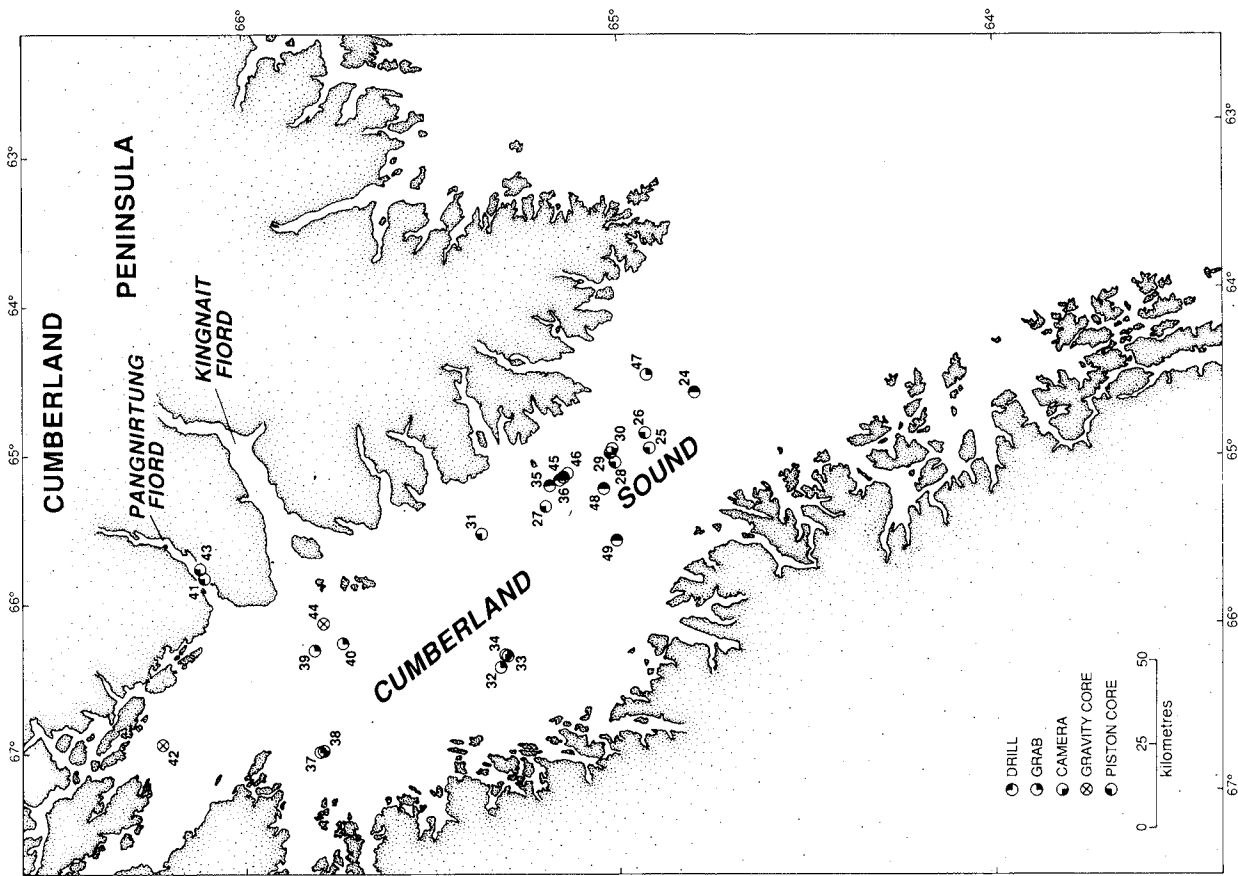 CUMBERLAND
PENINSULA
PANGNIRTUNG
FIORD
KINGNAIT
FIORD
CUMBERLAND
SOUND
66°
65°
64°
63°
64°
65°
66°
67°
63°
64°
65°
66°
67°
66°
65°
64°
41
43
42
44
39
40
37
38
31
32
34
33
35
45
27
36
46
29
30
28
48
49
26
25
47
24
DRILL
GRAB
CAMERA
GRAVITY CORE
PISTON CORE
0 25 50
kilometres